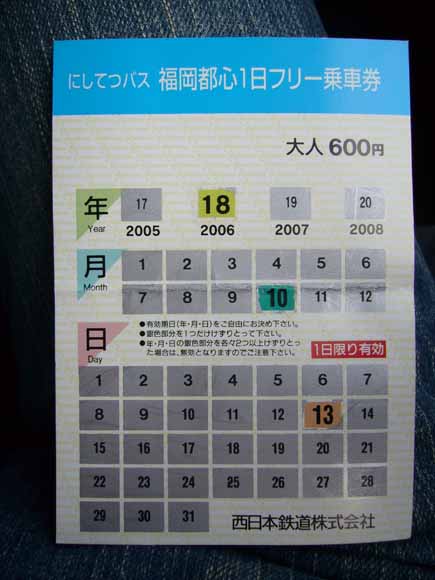 にしてつバス 福岡都心1日フリー乗車券
大人 600円
年 17 18 19 20
Year 2005 2006 2007 2008
月 1 2 3 4 5 6
Month 7 8 9 10 11 12
日
Day
●有効期日(年・月・日)をご自由にお決め下さい。
●銀色部分を1つだけけずりとって下さい。
●年・月・日の銀色部分を各々2つ以上けずりとっ
た場合は、無効となりますのでご注意下さい。
1日限り有効
1 2 3 4 5 6 7
8 9 10 11 12 13 14
15 16 17 18 19 20 21
22 23 24 25 26 27 28
29 30 31
西日本鉄道株式会社